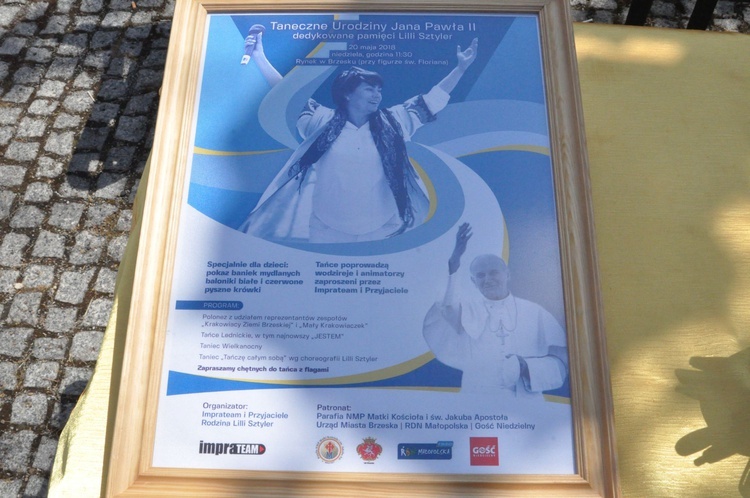 Taneczne Urodziny Jana Pawła II
dedykowane pamięci Lilli Sztyler
20 maja 2018
niedziela, godzina 11:30
Rynek w Brzesku (przy figurze św. Floriana)
Specjalnie dla dzieci:
pokaz baniek mydlanych
baloniki białe i czerwone
pyszne krówki
Tańce poprowadzą
wodzireje i animatorzy
zaproszeni przez
Imprateam i Przyjaciele
PROGRAM
Polonez z udziałem reprezentantów zespołów
„Krakowiacy Ziemi Brzeskiej" i „Mały Krakowiaczek"
Tańce Lednickie, w tym najnowszy „JESTEM"
Taniec Wielkanocny
Taniec „Tańczę całym sobą" wg choreografii Lilli Sztyler
Zapraszamy chętnych do tańca z flagami
Organizator:
Imprateam i Przyjaciele
Rodzina Lilli Sztyler
Patronat:
Parafia NMP Matki Kościoła i św. Jakuba Apostoła
Urząd Miasta Brzeska | RDN Małopolska | Gość Niedzielny
impraTEAM
MAŁOPOLSKA
GOŚĆ